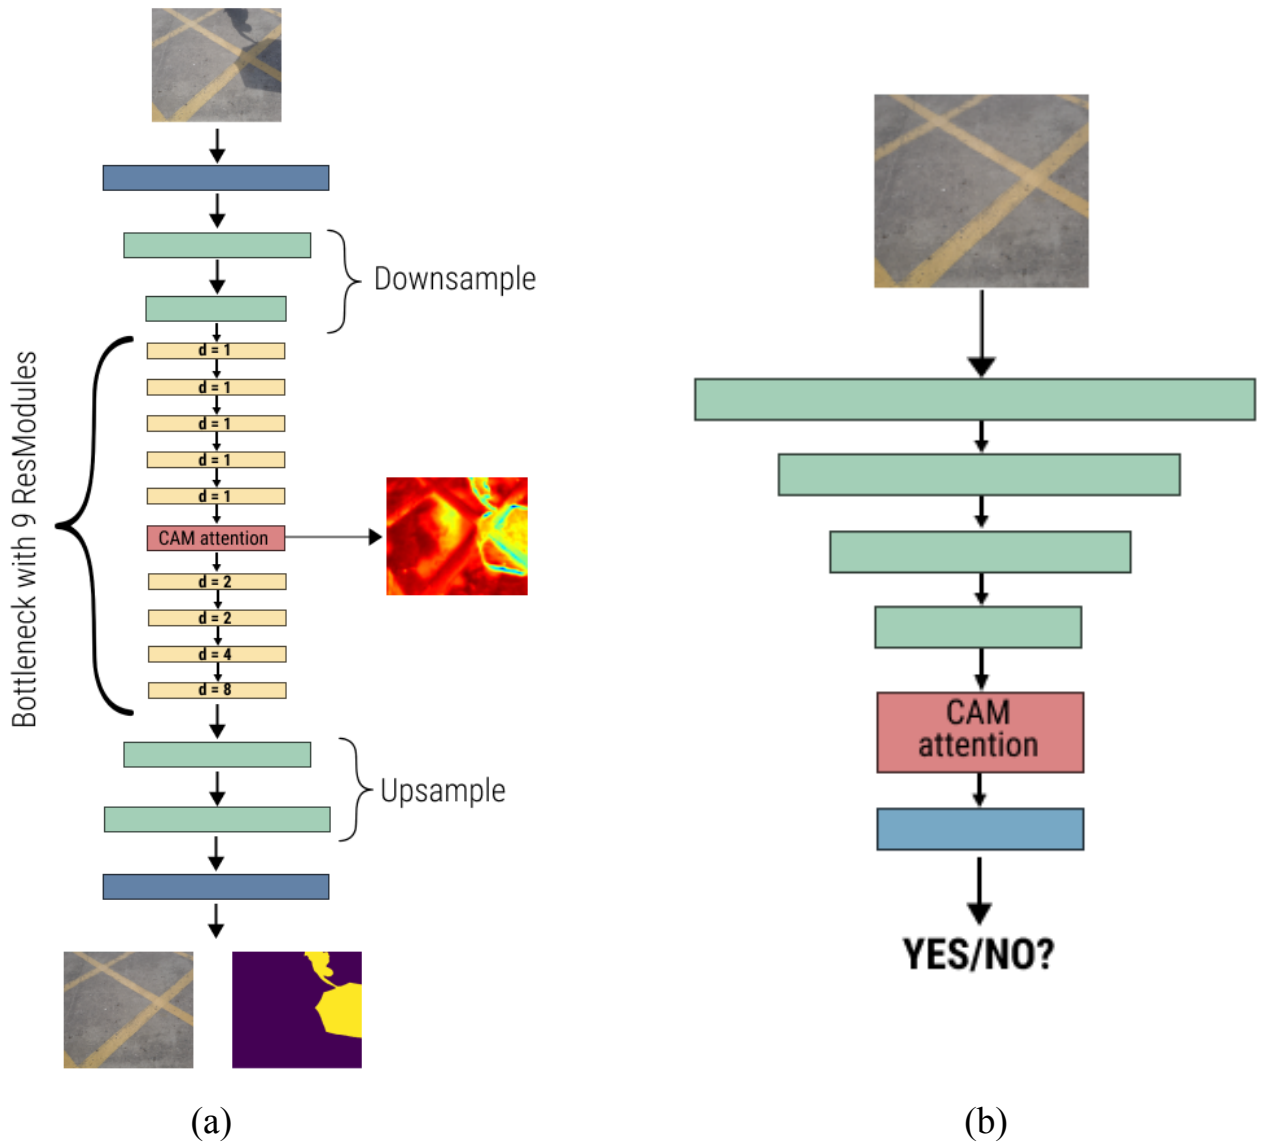 Downsample
Bottleneck with 9 ResModules
d = 1
d = 1
d = 1
d = 1
d = 1
CAM attention
d = 2
d = 2
d = 4
d = 8
Upsample
(a)
CAM
attention
YES/NO?
(b)